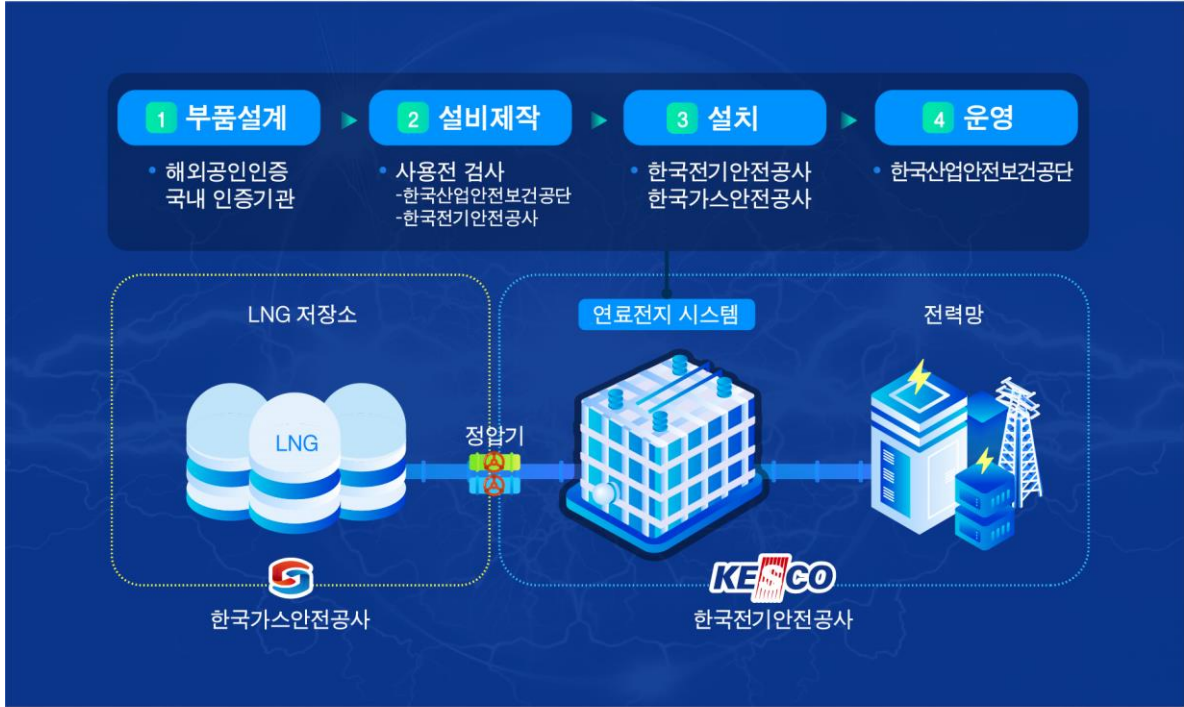 1 부품설계
해외공인인증
국내 인증기관
2 설비제작
사용전 검사
-한국산업안전보건공단
-한국전기안전공사
3 설치
한국전기안전공사
한국가스안전공사
4 운영
한국산업안전보건공단
LNG 저장소
연료전지 시스템
전력망
LNG
정압기
한국가스안전공사
KESCO
한국전기안전공사